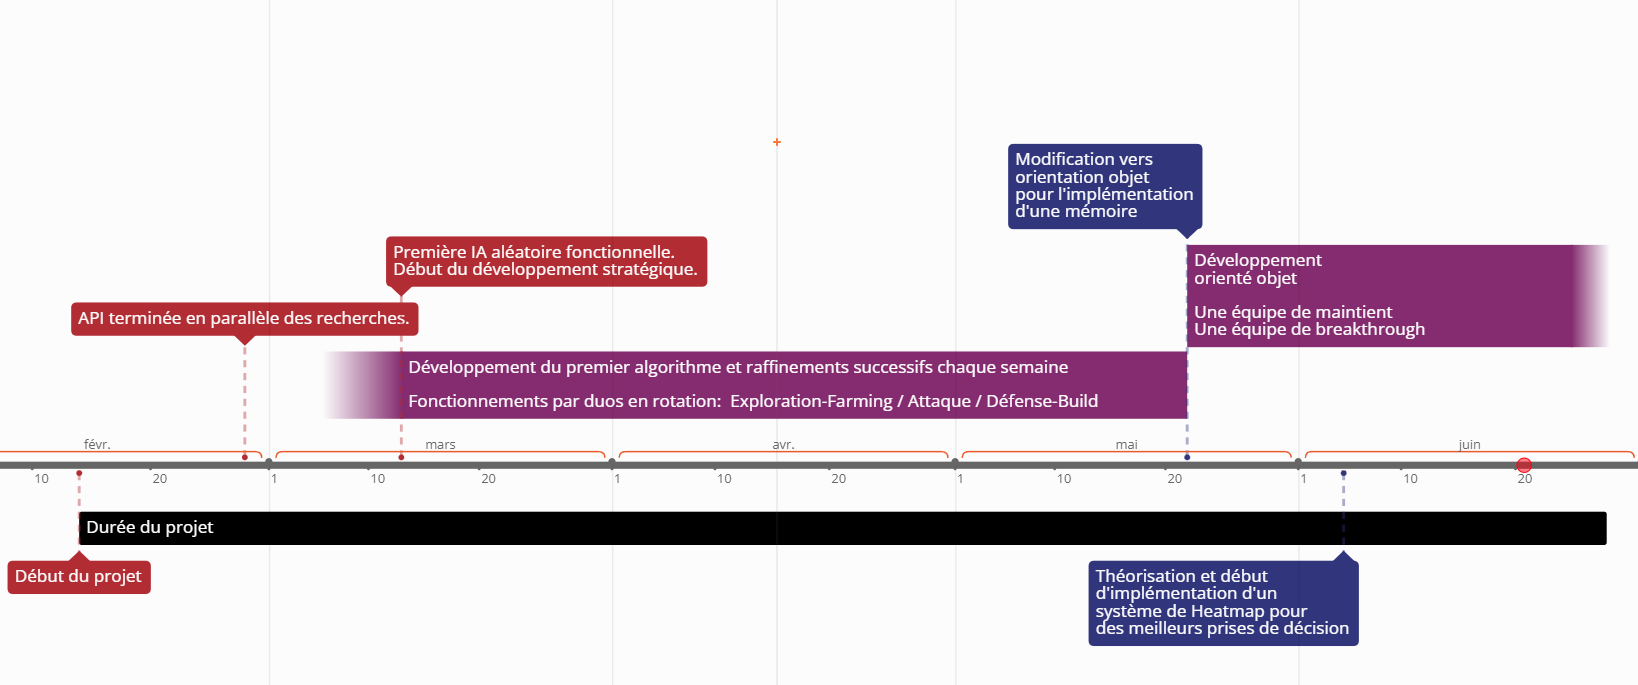 Modification vers
orientation objet
pour l'implémentation
d'une mémoire
Première IA aléatoire fonctionnelle.
Début du développement stratégique.
Développement
orienté objet
Une équipe de maintient
Une équipe de breakthrough
API terminée en parallèle des recherches.
Développement du premier algorithme et raffinements successifs chaque semaine
Fonctionnements par duos en rotation: Exploration-Farming / Attaque / Défense-Build
févr. mars avr. mai juin
10 20 1 10 20 1 10 20 1 10 20 1 10 20
Durée du projet
Début du projet
Théorisation et début
d'implémentation d'un
système de Heatmap pour
des meilleurs prises de décision